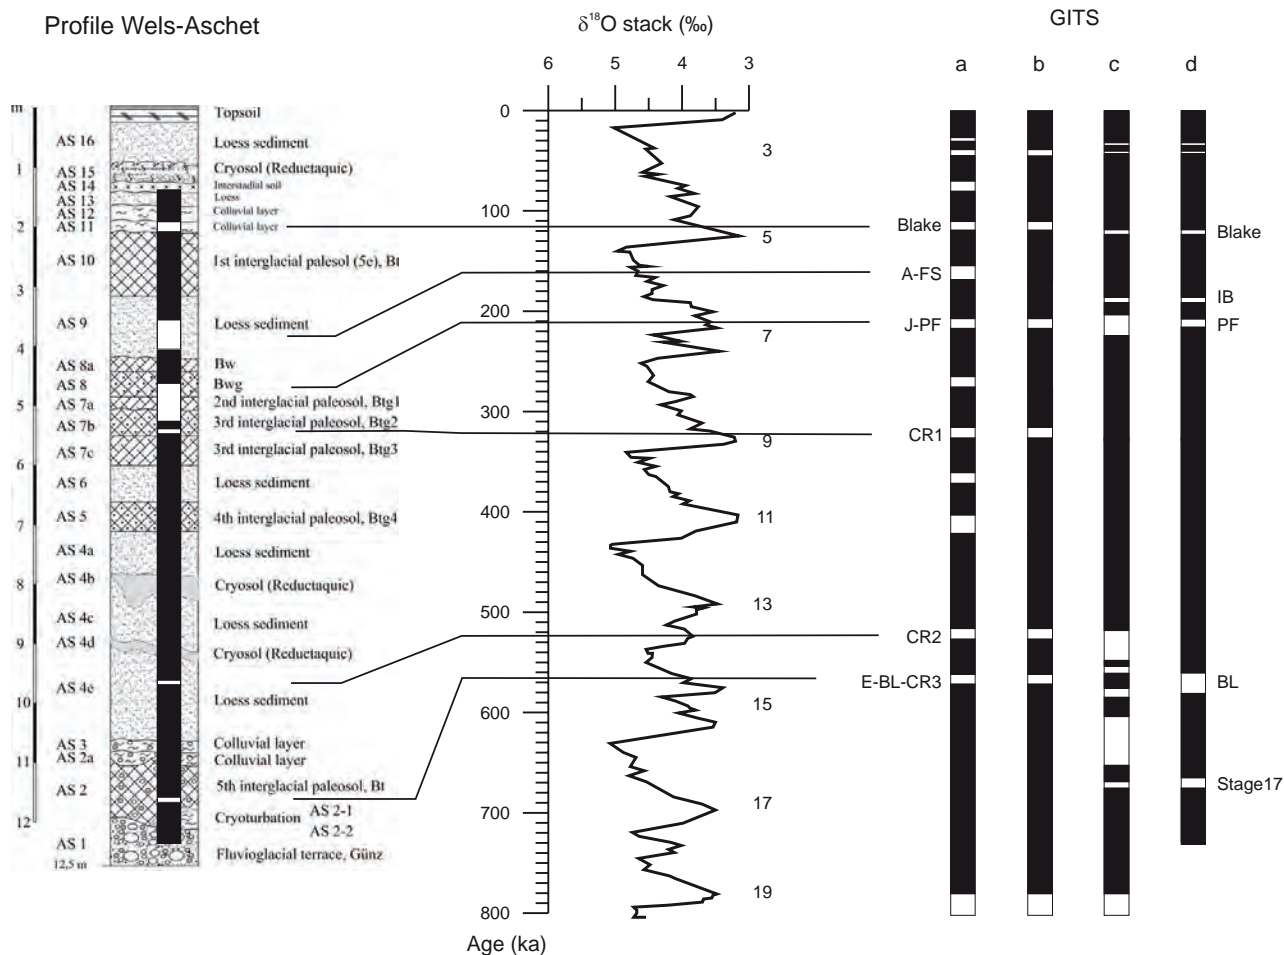 Profile Wels-Aschet
δ¹⁸O stack (‰)
GITS
6 5 4 3
a b c d
m
Topsoil
AS 16
Loess sediment
1
AS 15
Cryosol (Reductaquic)
AS 14
Interstadial soil
AS 13
Loess
AS 12
Colluvial layer
2
AS 11
Colluvial layer
AS 10
1st interglacial palesol (5e), Bt
3
AS 9
Loess sediment
4
AS 8a
Bw
AS 8
Bwg
AS 7a
2nd interglacial paleosol, Btg1
5
AS 7b
3rd interglacial paleosol, Btg2
AS 7c
3rd interglacial paleosol, Btg3
6
AS 6
Loess sediment
AS 5
4th interglacial paleosol, Btg4
7
AS 4a
Loess sediment
AS 4b
8
Cryosol (Reductaquic)
AS 4c
Loess sediment
9
AS 4d
Cryosol (Reductaquic)
AS 4e
Loess sediment
10
AS 3
Colluvial layer
11
AS 2a
Colluvial layer
AS 2
5th interglacial paleosol, Bt
Cryoturbation
AS 2-1
12
AS 2-2
AS 1
Fluvioglacial terrace, Günz
12,5 m
0
100
200
300
400
500
600
700
800
Age (ka)
3
5
7
9
11
13
15
17
19
Blake
A-FS
J-PF
CR1
CR2
E-BL-CR3
Blake
IB
PF
BL
Stage17